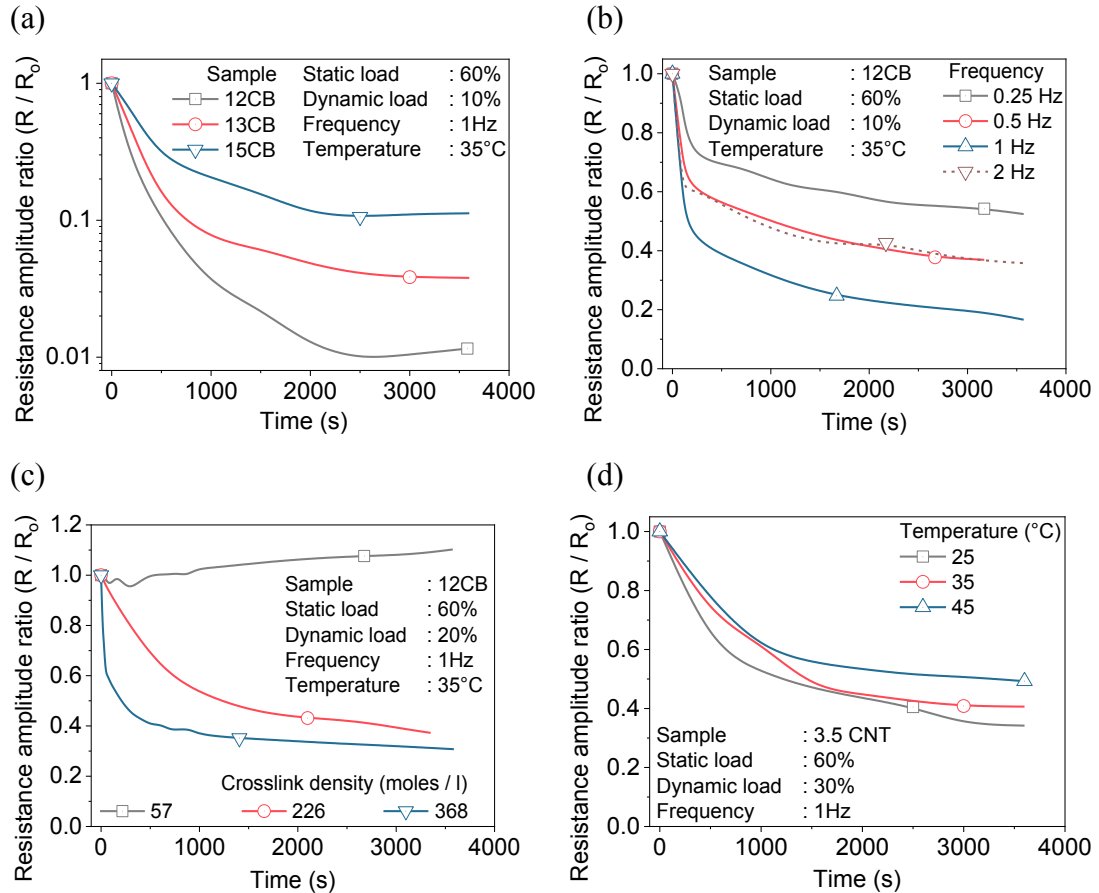 (a)
Resistance amplitude ratio (R / Ro)
1
0.1
0.01
Sample
12CB
13CB
15CB
Static load : 60%
Dynamic load : 10%
Frequency : 1Hz
Temperature : 35°C
0 1000 2000 3000 4000
Time (s)
(b)
Resistance amplitude ratio (R / Ro)
1.0
0.8
0.6
0.4
0.2
0.0
Sample : 12CB
Static load : 60%
Dynamic load : 10%
Temperature : 35°C
Frequency
0.25 Hz
0.5 Hz
1 Hz
2 Hz
0 1000 2000 3000 4000
Time (s)
(c)
Resistance amplitude ratio (R / Ro)
1.2
1.0
0.8
0.6
0.4
0.2
0.0
Sample : 12CB
Static load : 60%
Dynamic load : 20%
Frequency : 1Hz
Temperature : 35°C
Crosslink density (moles / l)
57 226 368
0 1000 2000 3000 4000
Time (s)
(d)
Resistance amplitude ratio (R / Ro)
1.0
0.8
0.6
0.4
0.2
0.0
Temperature (°C)
25
35
45
Sample : 3.5 CNT
Static load : 60%
Dynamic load : 30%
Frequency : 1Hz
0 1000 2000 3000 4000
Time (s)